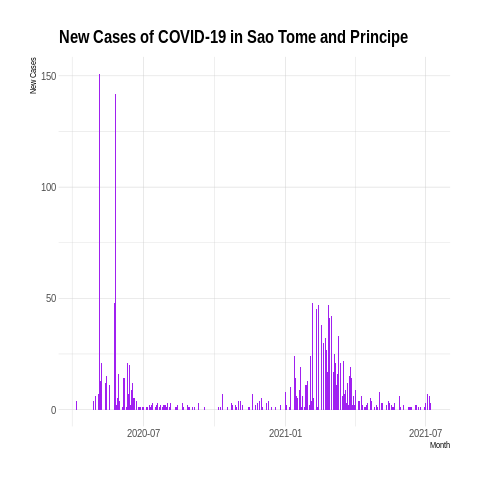 New Cases of COVID-19 in Sao Tome and Principe
New Cases
150
100
50
0
2020-07
2021-01
2021-07
Month